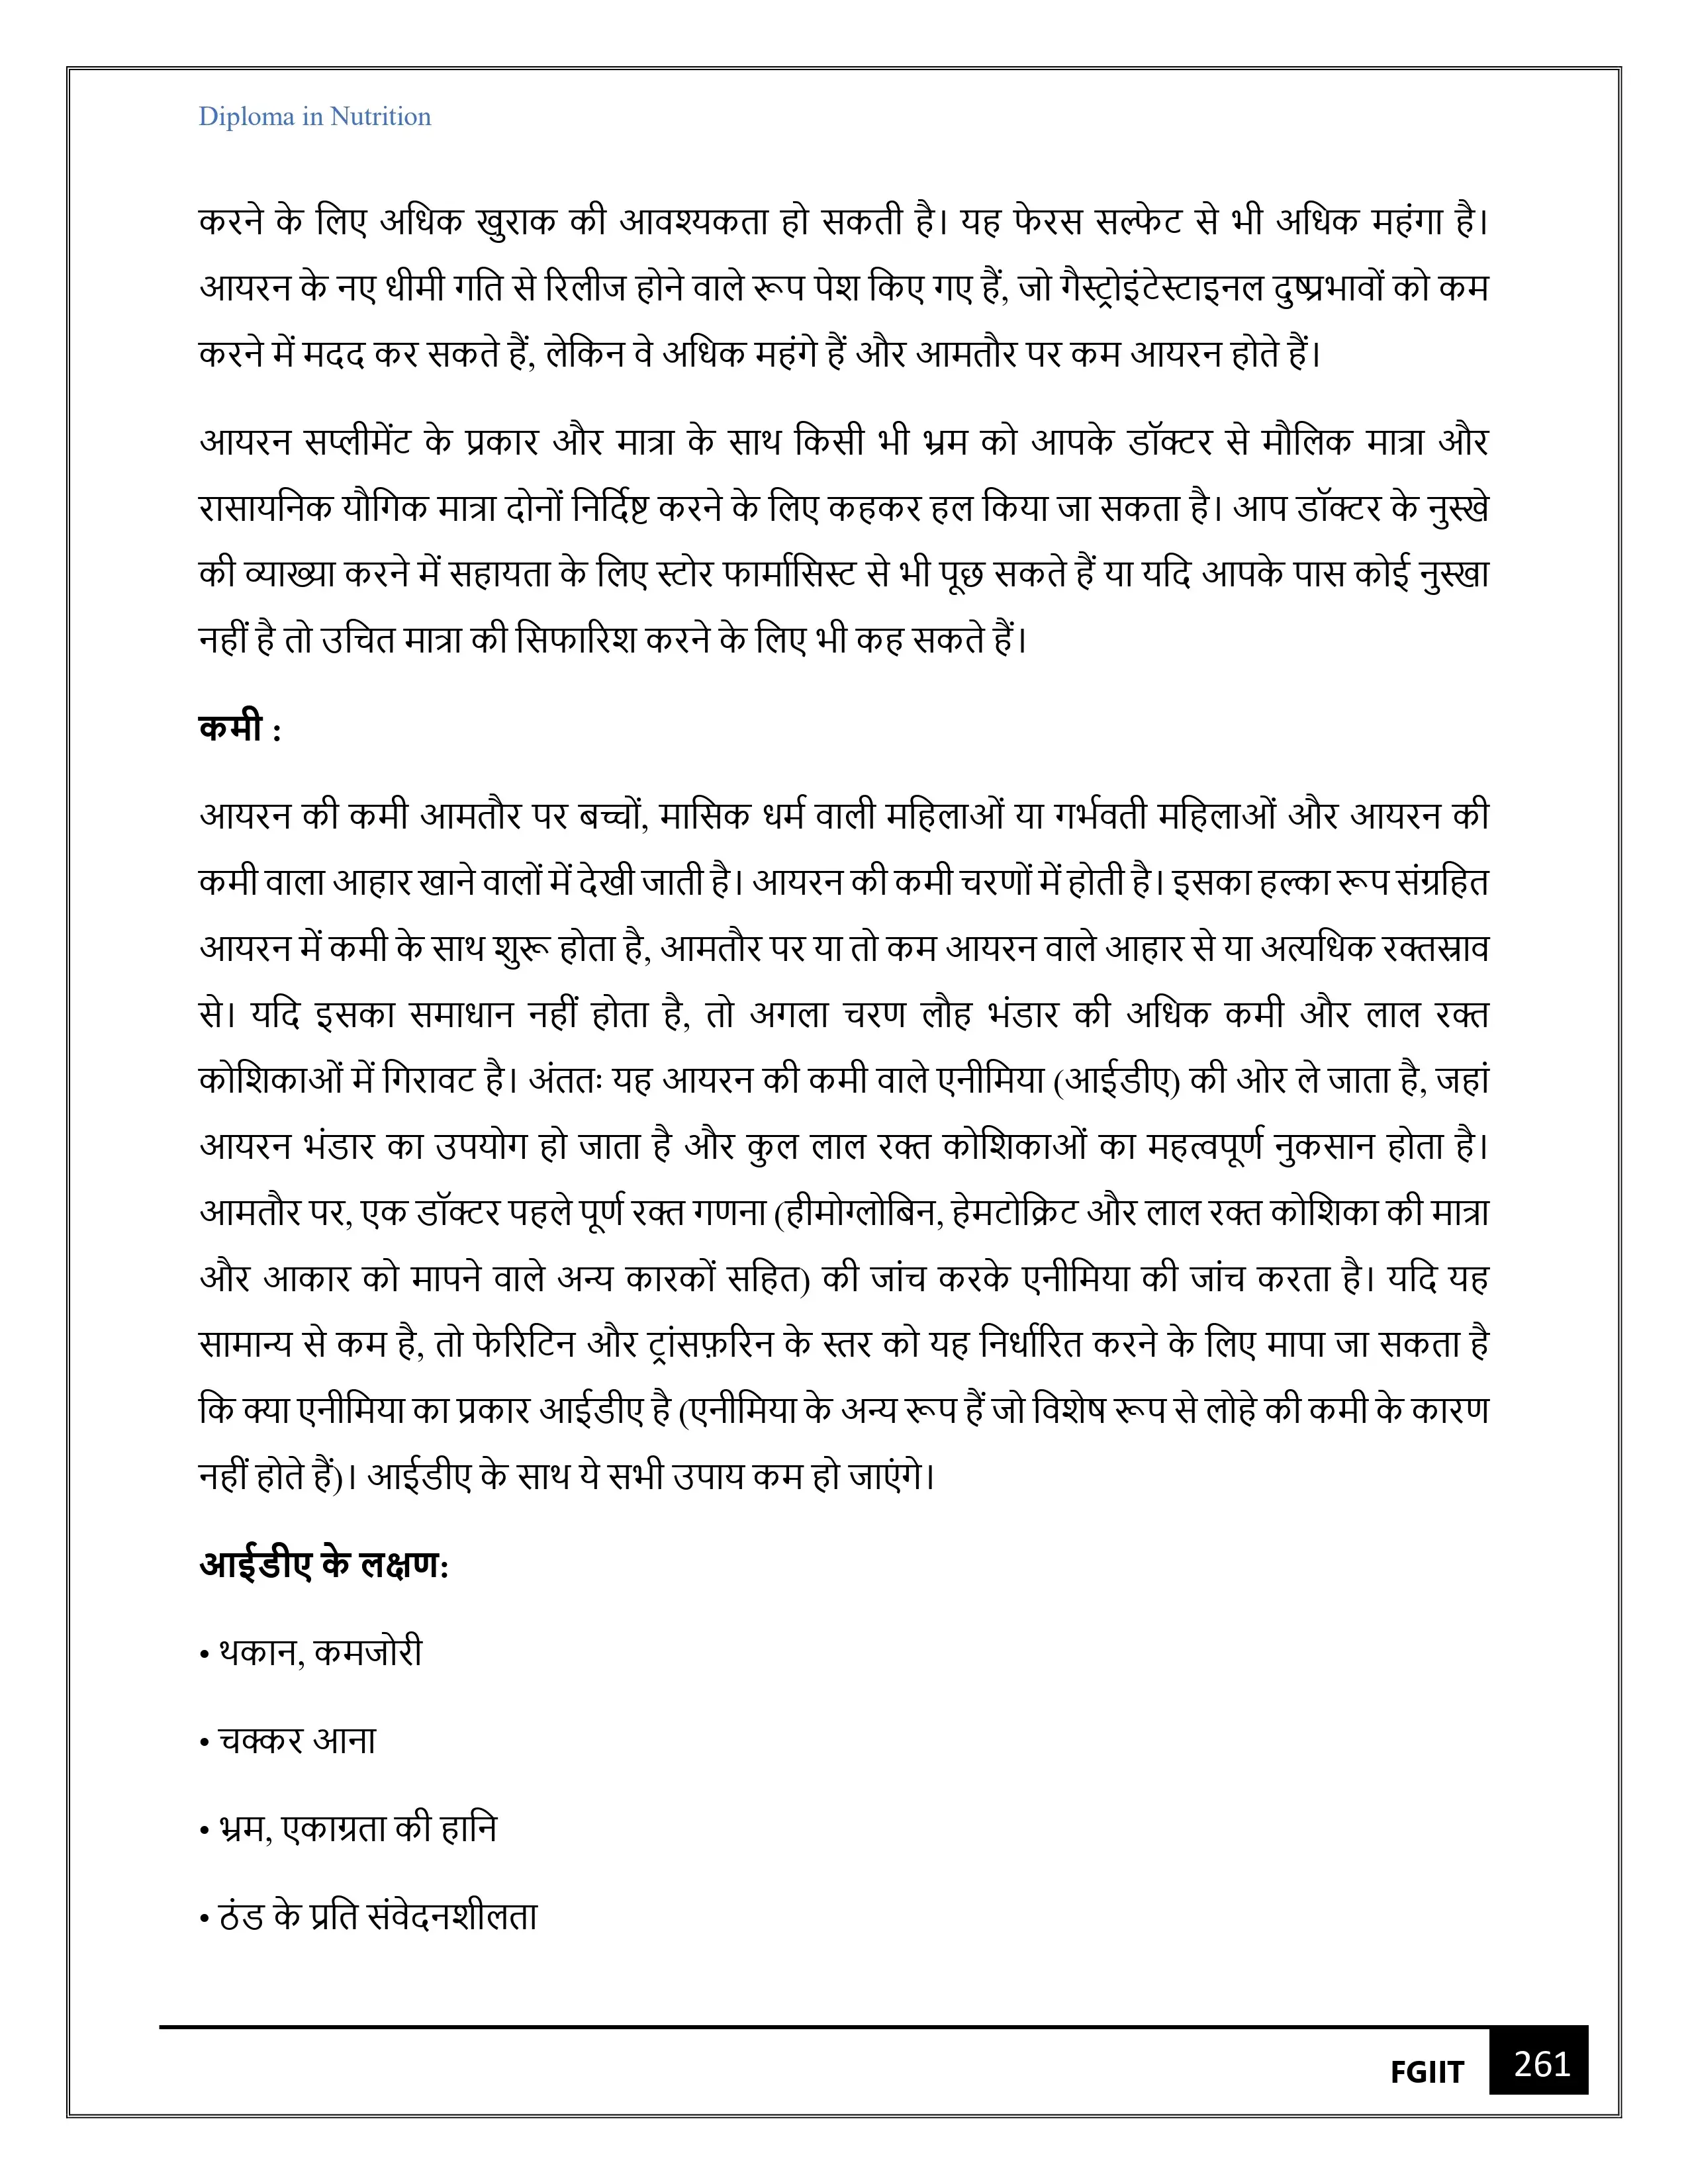 Diploma in Nutrition
करने के लिए अधिक खुराक की आवश्यकता हो सकती है। यह फेरस सल्फेट से भी अधिक महंगा है।
आयरन के नए धीमी गति से रिलीज होने वाले रूप पेश किए गए हैं, जो गैस्ट्रोइंटेस्टाइनल दुष्प्रभावों को कम
करने में मदद कर सकते हैं, लेकिन वे अधिक महंगे हैं और आमतौर पर कम आयरन होते हैं।
आयरन सप्लीमेंट के प्रकार और मात्रा के साथ किसी भी भ्रम को आपके डॉक्टर से मौलिक मात्रा और
रासायनिक यौगिक मात्रा दोनों निर्दिष्ट करने के लिए कहकर हल किया जा सकता है। आप डॉक्टर के नुस्खे
की व्याख्या करने में सहायता के लिए स्टोर फार्मासिस्ट से भी पूछ सकते हैं या यदि आपके पास कोई नुस्खा
नहीं है तो उचित मात्रा की सिफारिश करने के लिए भी कह सकते हैं।
कमी :
आयरन की कमी आमतौर पर बच्चों, मासिक धर्म वाली महिलाओं या गर्भवती महिलाओं और आयरन की
कमी वाला आहार खाने वालों में देखी जाती है। आयरन की कमी चरणों में होती है। इसका हल्का रूप संग्रहित
आयरन में कमी के साथ शुरू होता है, आमतौर पर या तो कम आयरन वाले आहार से या अत्यधिक रक्तस्राव
से। यदि इसका समाधान नहीं होता है, तो अगला चरण लौह भंडार की अधिक कमी और लाल रक्त
कोशिकाओं में गिरावट है। अंततः यह आयरन की कमी वाले एनीमिया (आईडीए) की ओर ले जाता है, जहां
आयरन भंडार का उपयोग हो जाता है और कुल लाल रक्त कोशिकाओं का महत्वपूर्ण नुकसान होता है।
आमतौर पर, एक डॉक्टर पहले पूर्ण रक्त गणना (हीमोग्लोबिन, हेमटोक्रिट और लाल रक्त कोशिका की मात्रा
और आकार को मापने वाले अन्य कारकों सहित) की जांच करके एनीमिया की जांच करता है। यदि यह
सामान्य से कम है, तो फेरिटिन और ट्रांसफ़रिन के स्तर को यह निर्धारित करने के लिए मापा जा सकता है
कि क्या एनीमिया का प्रकार आईडीए है (एनीमिया के अन्य रूप हैं जो विशेष रूप से लोहे की कमी के कारण
नहीं होते हैं)। आईडीए के साथ ये सभी उपाय कम हो जाएंगे।
आईडीए के लक्षण:
• थकान, कमजोरी
• चक्कर आना
• भ्रम, एकाग्रता की हानि
• ठंड के प्रति संवेदनशीलता
FGIIT 261